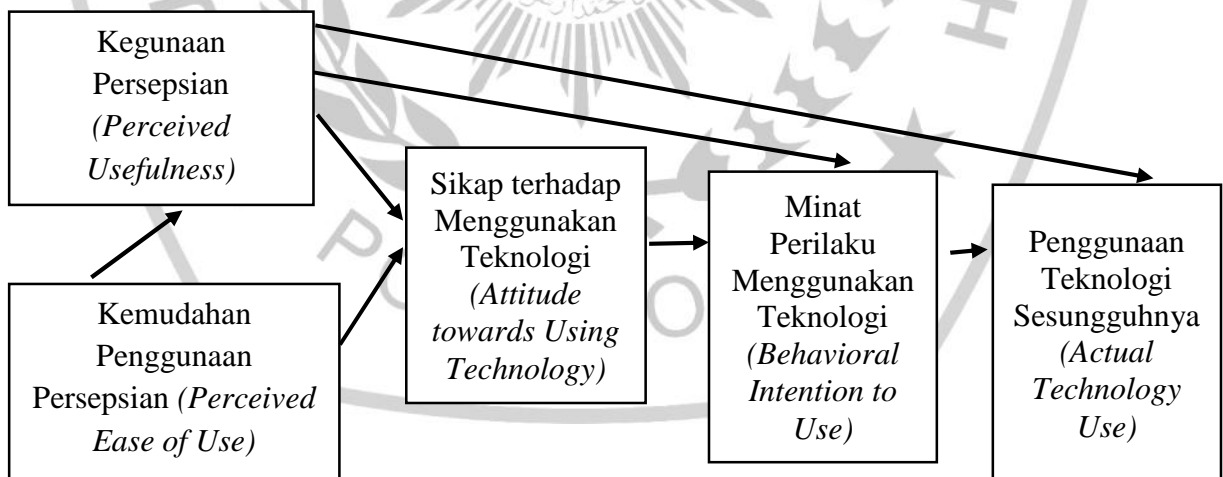 Kegunaan
Persepsian
(Perceived
Usefulness)
Kemudahan
Penggunaan
Persepsian (Perceived
Ease of Use)
Sikap terhadap
Menggunakan
Teknologi
(Attitude
towards Using
Technology)
Minat
Perilaku
Menggunakan
Teknologi
(Behavioral
Intention to
Use)
Penggunaan
Teknologi
Sesungguhnya
(Actual
Technology
Use)